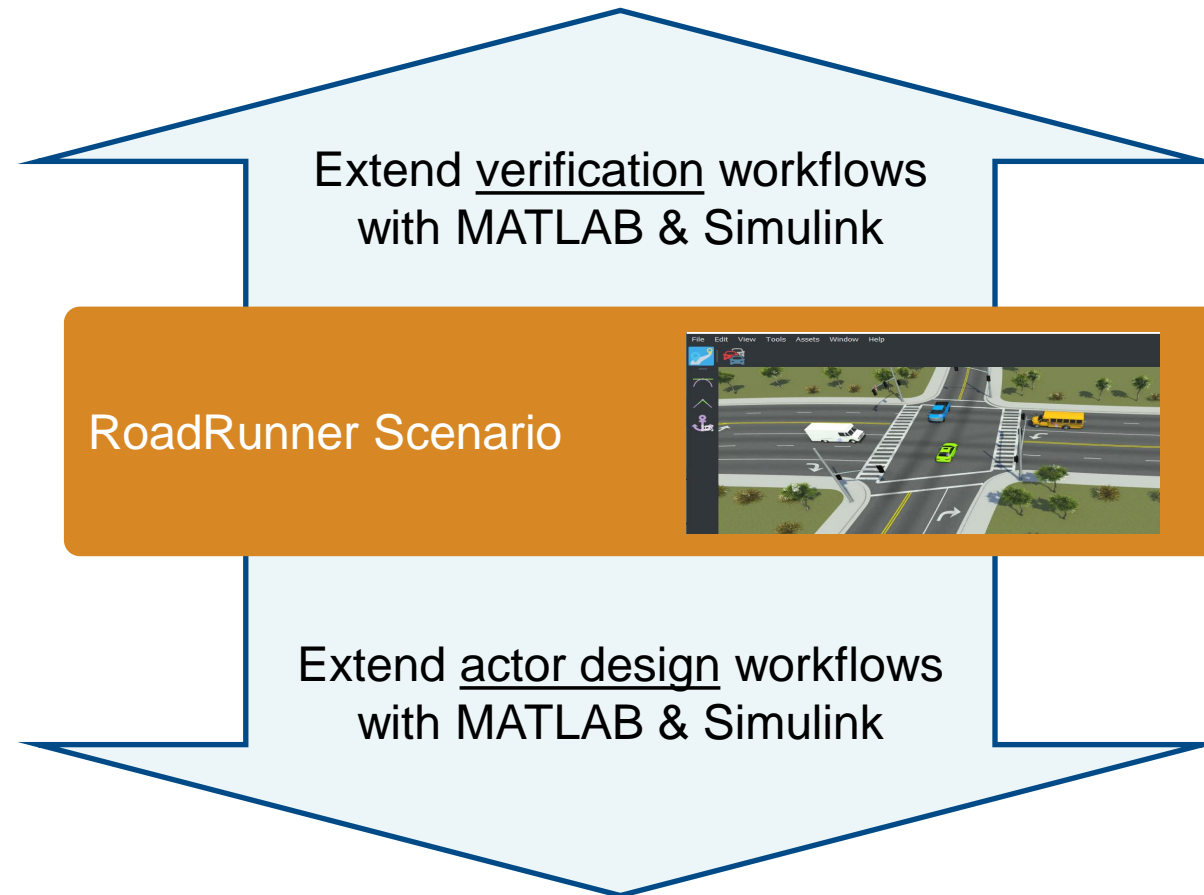 Extend verification workflows
with MATLAB & Simulink
File Edit View Tools Assets Window Help
RoadRunner Scenario
Extend actor design workflows
with MATLAB & Simulink